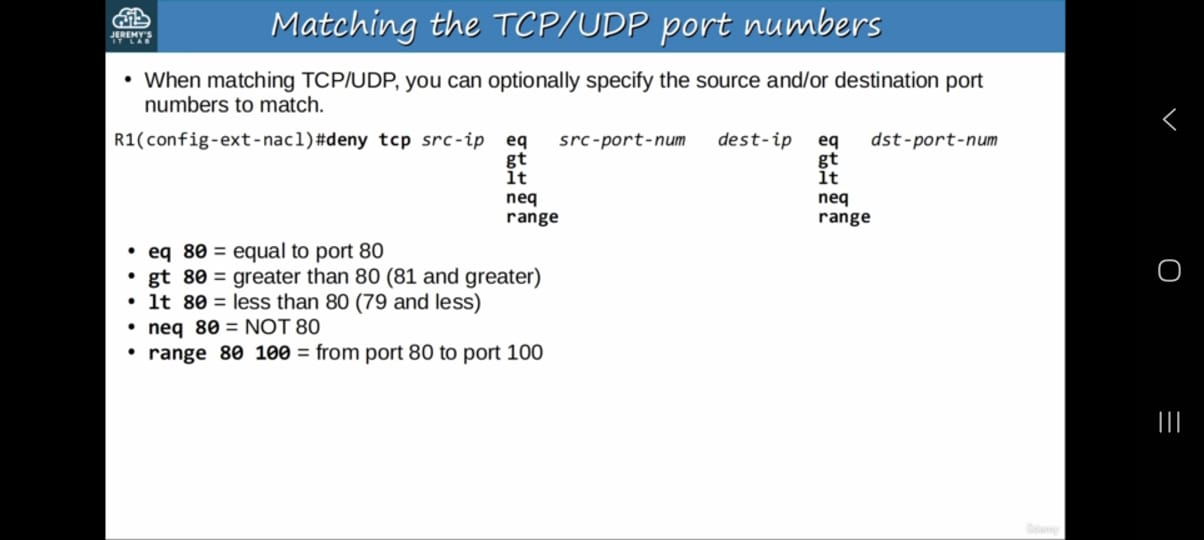 JEREMY'S
IT LAB
Matching the TCP/UDP port numbers
• When matching TCP/UDP, you can optionally specify the source and/or destination port
numbers to match.
R1(config-ext-nacl)#deny tcp src-ip eq src-port-num dest-ip eq dst-port-num
gt gt
lt lt
neq neq
range range
• eq 80 = equal to port 80
• gt 80 = greater than 80 (81 and greater)
• lt 80 = less than 80 (79 and less)
• neq 80 = NOT 80
• range 80 100 = from port 80 to port 100
Udemy